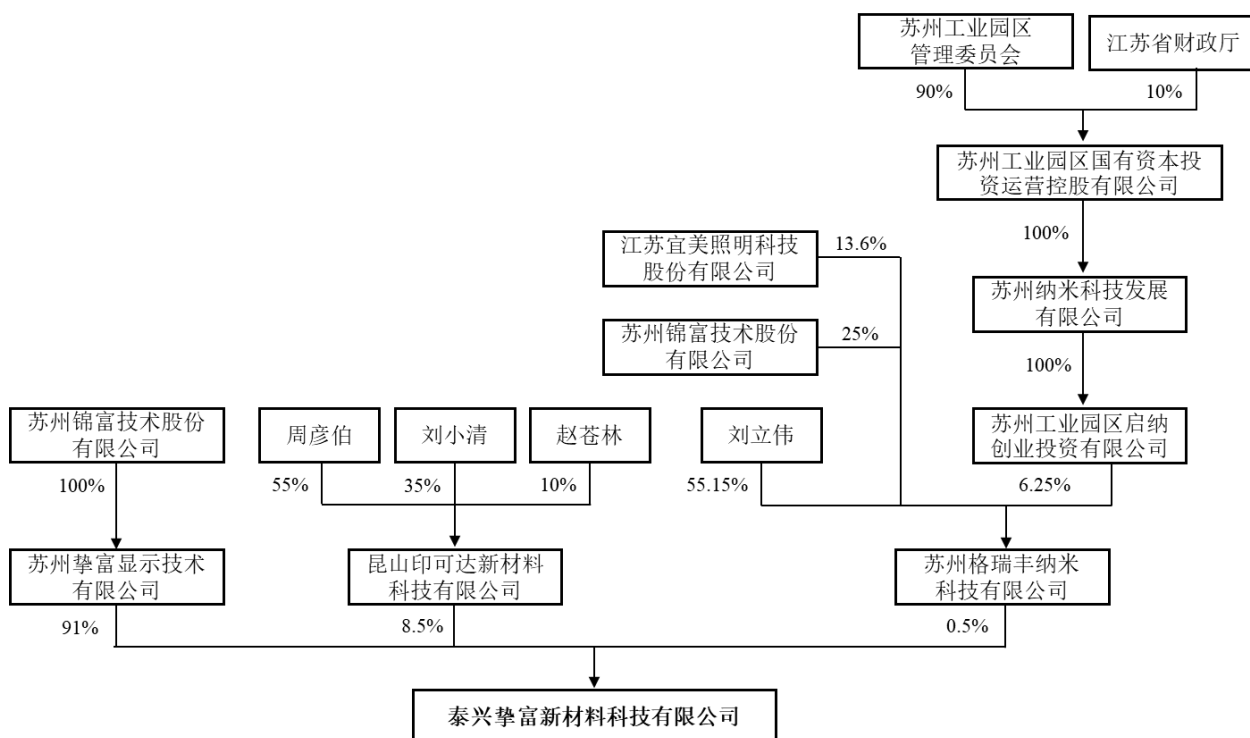 苏州工业园区
管理委员会
江苏省财政厅
90%
10%
苏州工业园区国有资本投
资运营控股有限公司
100%
江苏宜美照明科技
股份有限公司
13.6%
苏州纳米科技发展
有限公司
苏州锦富技术股份
有限公司
25%
100%
苏州锦富技术股份
有限公司
周彦伯
刘小清
赵苍林
刘立伟
苏州工业园区启纳
创业投资有限公司
100%
55%
35%
10%
55.15%
6.25%
苏州挚富显示技术
有限公司
昆山印可达新材料
科技有限公司
苏州格瑞丰纳米
科技有限公司
91%
8.5%
0.5%
泰兴挚富新材料科技有限公司